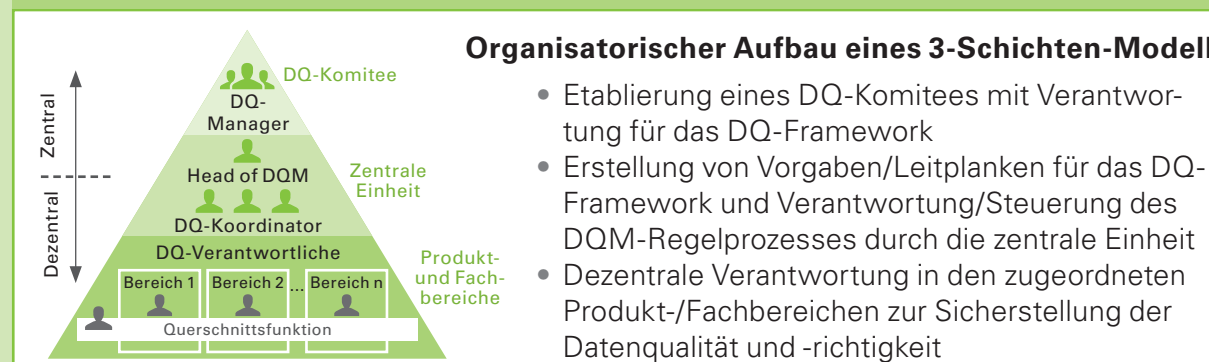 Zentral
Dezentral
DQ-Komitee
DQ-
Manager
Head of DQM
Zentrale
Einheit
DQ-Koordinator
DQ-Verantwortliche
Produkt-
und Fach-
bereiche
Bereich 1
Bereich 2
...
Bereich n
Querschnittsfunktion
Organisatorischer Aufbau eines 3-Schichten-Modell
• Etablierung eines DQ-Komitees mit Verantwor-
tung für das DQ-Framework
• Erstellung von Vorgaben/Leitplanken für das DQ-
Framework und Verantwortung/Steuerung des
DQM-Regelprozesses durch die zentrale Einheit
• Dezentrale Verantwortung in den zugeordneten
Produkt-/Fachbereichen zur Sicherstellung der
Datenqualität und -richtigkeit